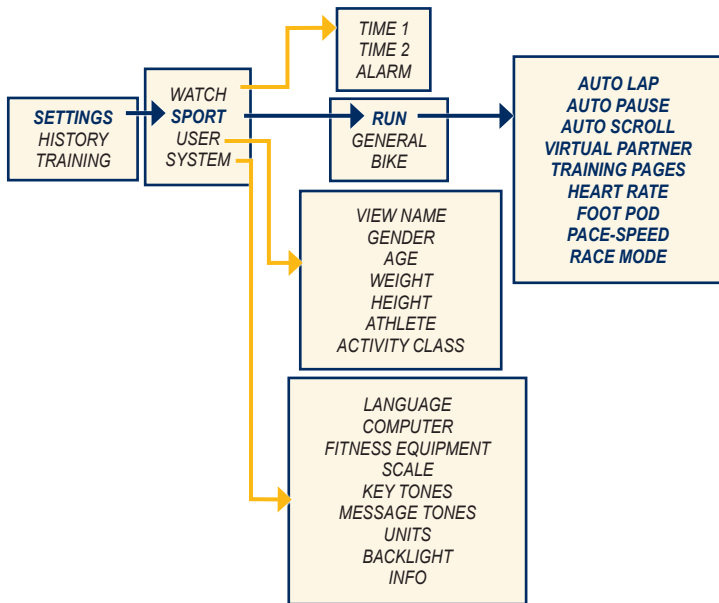 SETTINGS
HISTORY
TRAINING
WATCH
SPORT
USER
SYSTEM
TIME 1
TIME 2
ALARM
RUN
GENERAL
BIKE
AUTO LAP
AUTO PAUSE
AUTO SCROLL
VIRTUAL PARTNER
TRAINING PAGES
HEART RATE
FOOT POD
PACE-SPEED
RACE MODE
VIEW NAME
GENDER
AGE
WEIGHT
HEIGHT
ATHLETE
ACTIVITY CLASS
LANGUAGE
COMPUTER
FITNESS EQUIPMENT
SCALE
KEY TONES
MESSAGE TONES
UNITS
BACKLIGHT
INFO